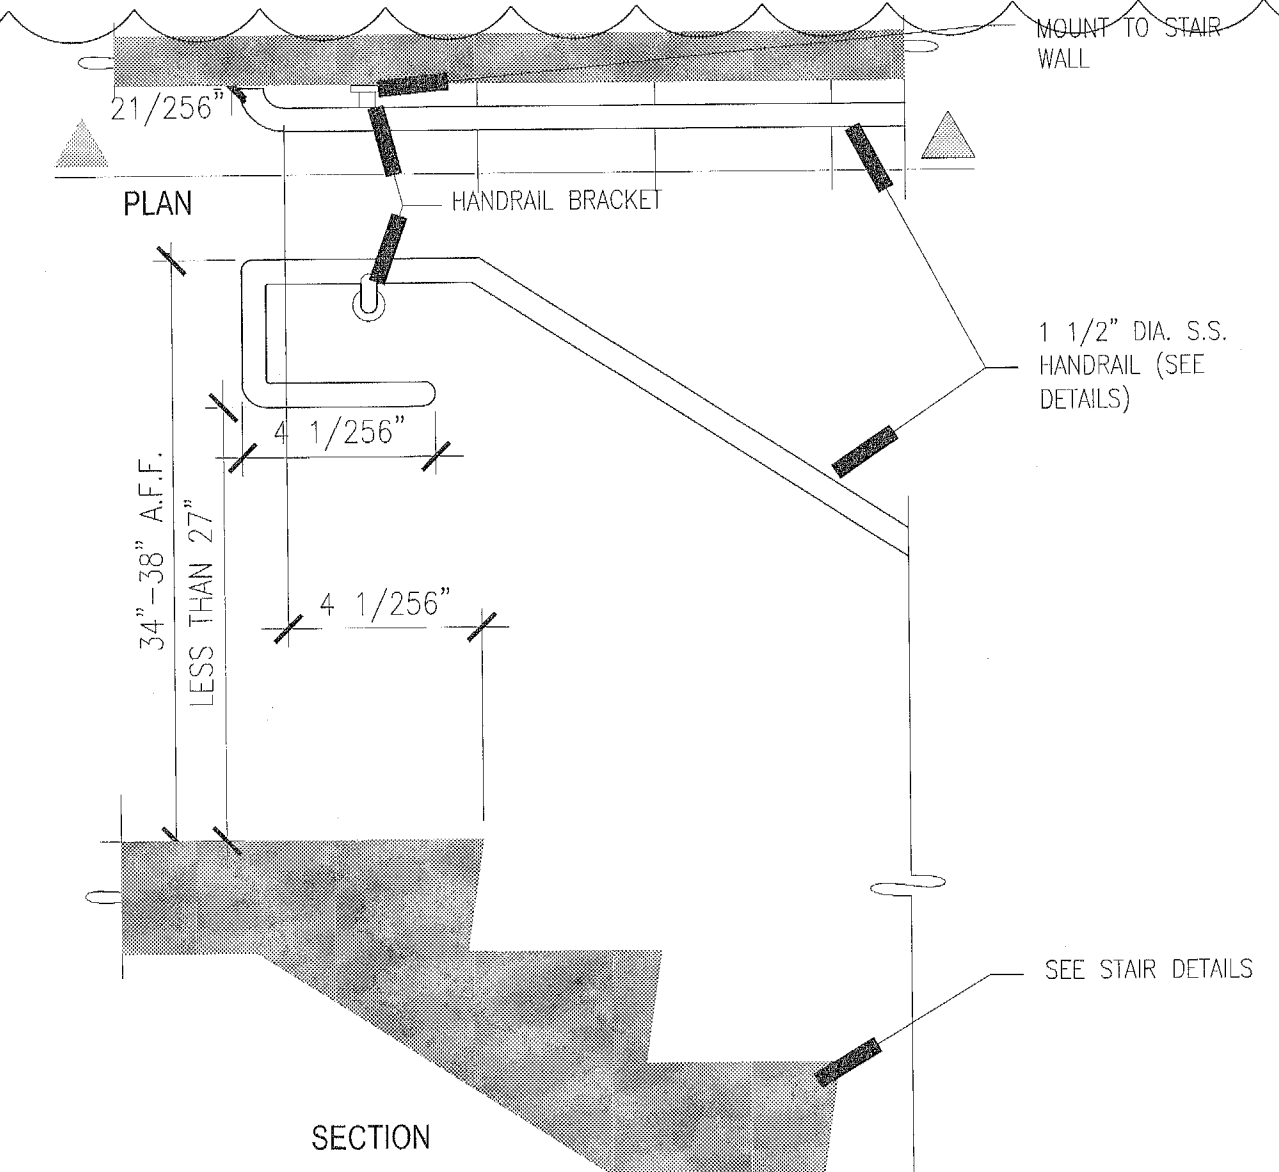 MOUNT TO STAIR
WALL
21/256”
PLAN
HANDRAIL BRACKET
1 1/2” DIA. S.S.
HANDRAIL (SEE
DETAILS)
4 1/256”
34”-38” A.F.F.
LESS THAN 27”
4 1/256”
SEE STAIR DETAILS
SECTION